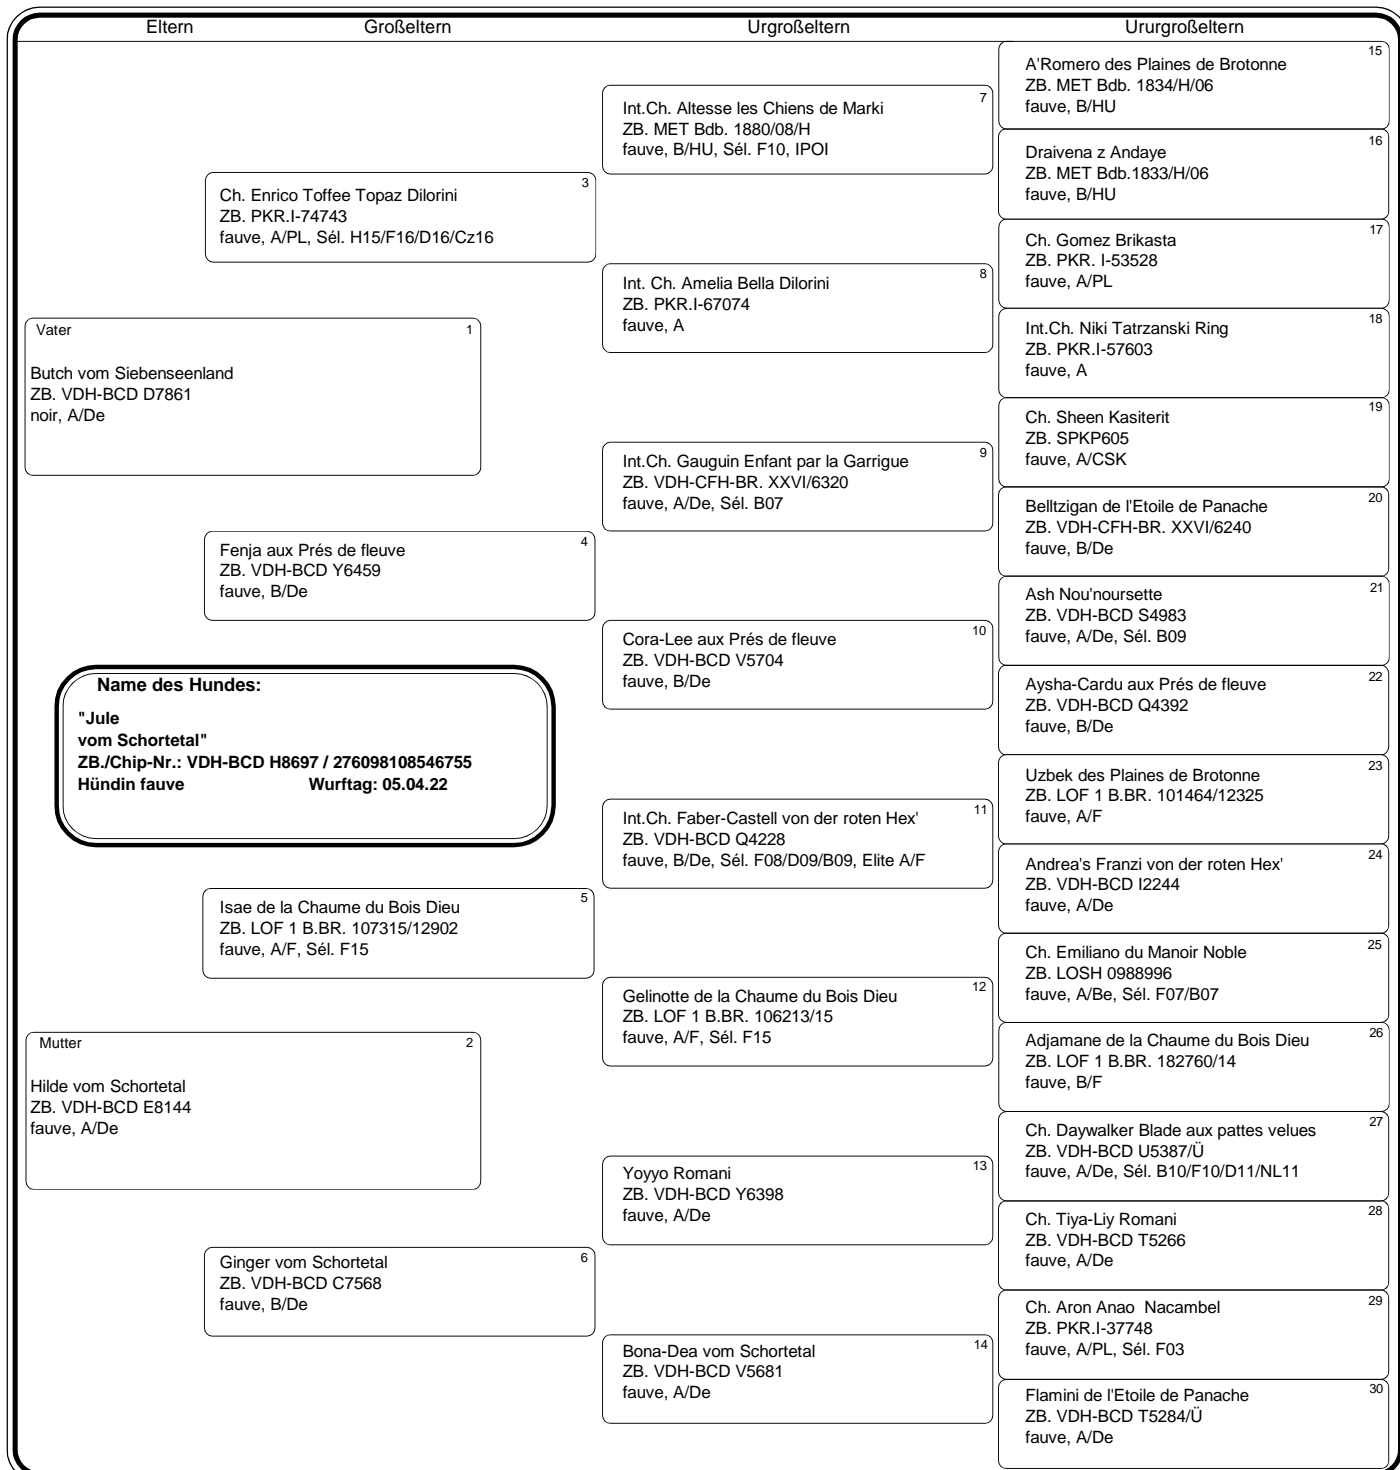 Eltern Großeltern Urgroßeltern Ururgroßeltern
Vater 1
Butch vom Siebenseenland
ZB. VDH-BCD D7861
noir, A/De
Mutter 2
Hilde vom Schortetal
ZB. VDH-BCD E8144
fauve, A/De
Name des Hundes:
"Jule
vom Schortetal"
ZB./Chip-Nr.: VDH-BCD H8697 / 276098108546755
Hündin fauve Wurftag: 05.04.22
3
Ch. Enrico Toffee Topaz Dilorini
ZB. PKR.I-74743
fauve, A/PL, Sél. H15/F16/D16/Cz16
4
Fenja aux Prés de fleuve
ZB. VDH-BCD Y6459
fauve, B/De
5
Isae de la Chaume du Bois Dieu
ZB. LOF 1 B.BR. 107315/12902
fauve, A/F, Sél. F15
6
Ginger vom Schortetal
ZB. VDH-BCD C7568
fauve, B/De
7
Int.Ch. Altesse les Chiens de Marki
ZB. MET Bdb. 1880/08/H
fauve, B/HU, Sél. F10, IPOI
8
Int. Ch. Amelia Bella Dilorini
ZB. PKR.I-67074
fauve, A
9
Int.Ch. Gauguin Enfant par la Garrigue
ZB. VDH-CFH-BR. XXVI/6320
fauve, A/De, Sél. B07
10
Cora-Lee aux Prés de fleuve
ZB. VDH-BCD V5704
fauve, B/De
11
Int.Ch. Faber-Castell von der roten Hex'
ZB. VDH-BCD Q4228
fauve, B/De, Sél. F08/D09/B09, Elite A/F
12
Gelinotte de la Chaume du Bois Dieu
ZB. LOF 1 B.BR. 106213/15
fauve, A/F, Sél. F15
13
Yoyyo Romani
ZB. VDH-BCD Y6398
fauve, A/De
14
Bona-Dea vom Schortetal
ZB. VDH-BCD V5681
fauve, A/De
15
A'Romero des Plaines de Brotonne
ZB. MET Bdb. 1834/H/06
fauve, B/HU
16
Draivena z Andaye
ZB. MET Bdb.1833/H/06
fauve, B/HU
17
Ch. Gomez Brikasta
ZB. PKR. I-53528
fauve, A/PL
18
Int.Ch. Niki Tatrzanski Ring
ZB. PKR.I-57603
fauve, A
19
Ch. Sheen Kasiterit
ZB. SPKP605
fauve, A/CSK
20
Belltzigan de l'Etoile de Panache
ZB. VDH-CFH-BR. XXVI/6240
fauve, B/De
21
Ash Nou'noursette
ZB. VDH-BCD S4983
fauve, A/De, Sél. B09
22
Aysha-Cardu aux Prés de fleuve
ZB. VDH-BCD Q4392
fauve, B/De
23
Uzbek des Plaines de Brotonne
ZB. LOF 1 B.BR. 101464/12325
fauve, A/F
24
Andrea's Franzi von der roten Hex'
ZB. VDH-BCD I2244
fauve, A/De
25
Ch. Emiliano du Manoir Noble
ZB. LOSH 0988996
fauve, A/Be, Sél. F07/B07
26
Adjamane de la Chaume du Bois Dieu
ZB. LOF 1 B.BR. 182760/14
fauve, B/F
27
Ch. Daywalker Blade aux pattes velues
ZB. VDH-BCD U5387/Ü
fauve, A/De, Sél. B10/F10/D11/NL11
28
Ch. Tiya-Liy Romani
ZB. VDH-BCD T5266
fauve, A/De
29
Ch. Aron Anao  Nacambel
ZB. PKR.I-37748
fauve, A/PL, Sél. F03
30
Flamini de l'Etoile de Panache
ZB. VDH-BCD T5284/Ü
fauve, A/De